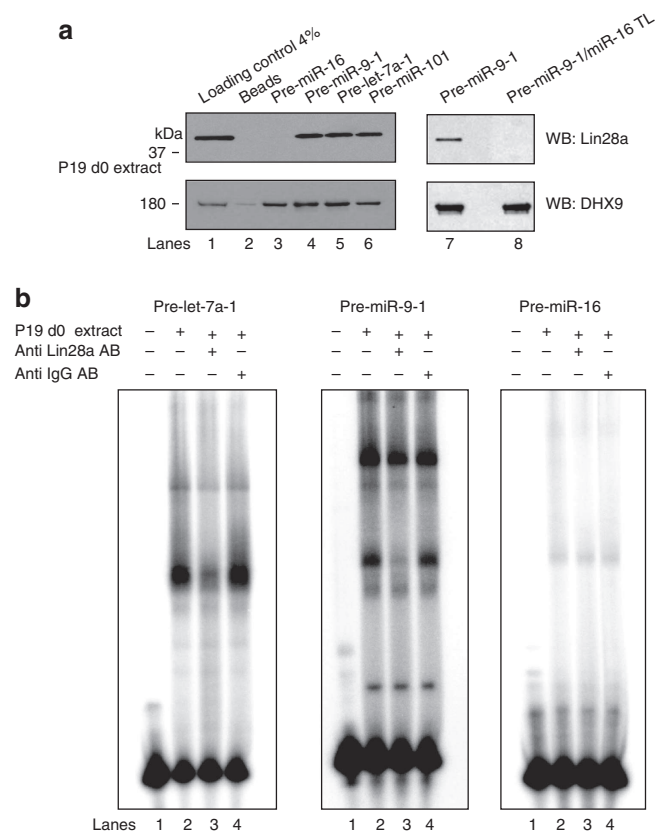 a
Loading control 4%
Beads
Pre-miR-16
Pre-miR-9-1
Pre-let-7a-1
Pre-miR-101
Pre-miR-9-1
Pre-miR-9-1/miR-16 TL
kDa
37 –
WB: Lin28a
P19 d0 extract
180 –
WB: DHX9
Lanes 1 2 3 4 5 6 7 8
b
Pre-let-7a-1 Pre-miR-9-1 Pre-miR-16
P19 d0 extract – + + + – + + + – + + +
Anti Lin28a AB – – + – – – + – – – + –
Anti IgG AB – – – + – – – + – – – +
Lanes 1 2 3 4 1 2 3 4 1 2 3 4